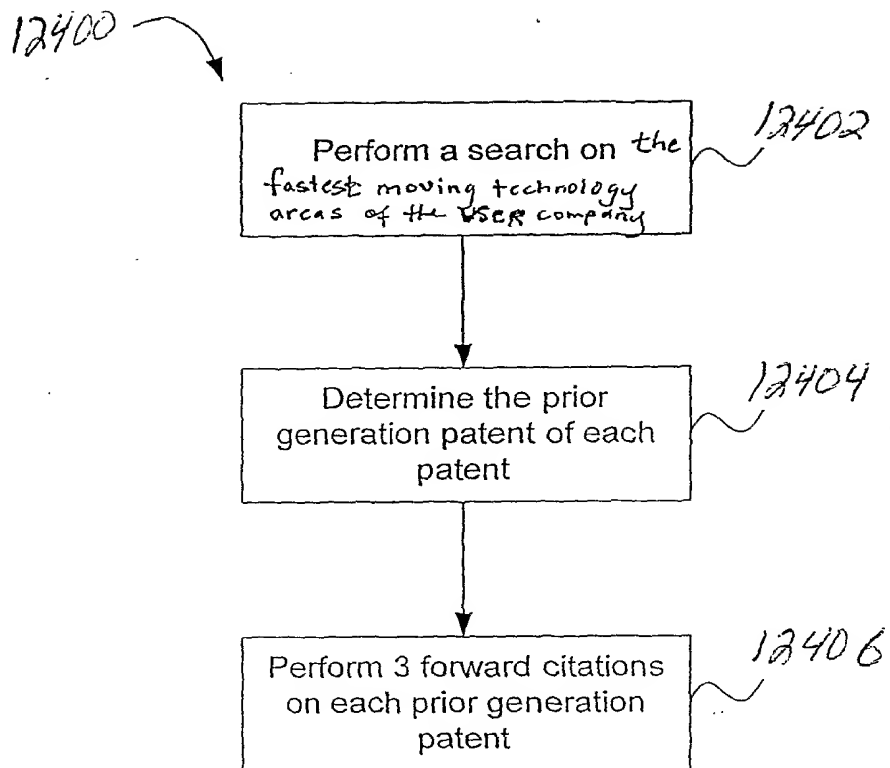 12400
12402
Perform a search on the
fastest moving technology
areas of the USER company
12404
Determine the prior
generation patent of each
patent
12406
Perform 3 forward citations
on each prior generation
patent